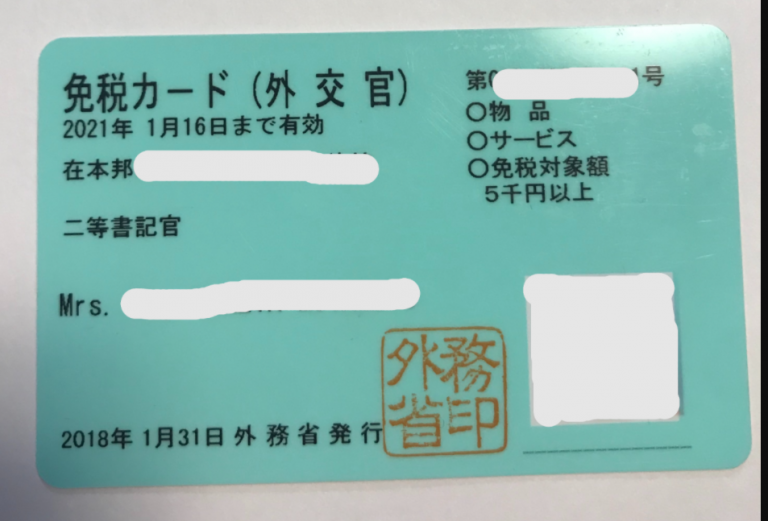 免税カード(外交官)
2021年 1月16日まで有効
在本邦
二等書記官
Mrs.
第 号
○物品
○サービス
○免税対象額
5千円以上
外務
省印
2018年 1月31日 外務省発行